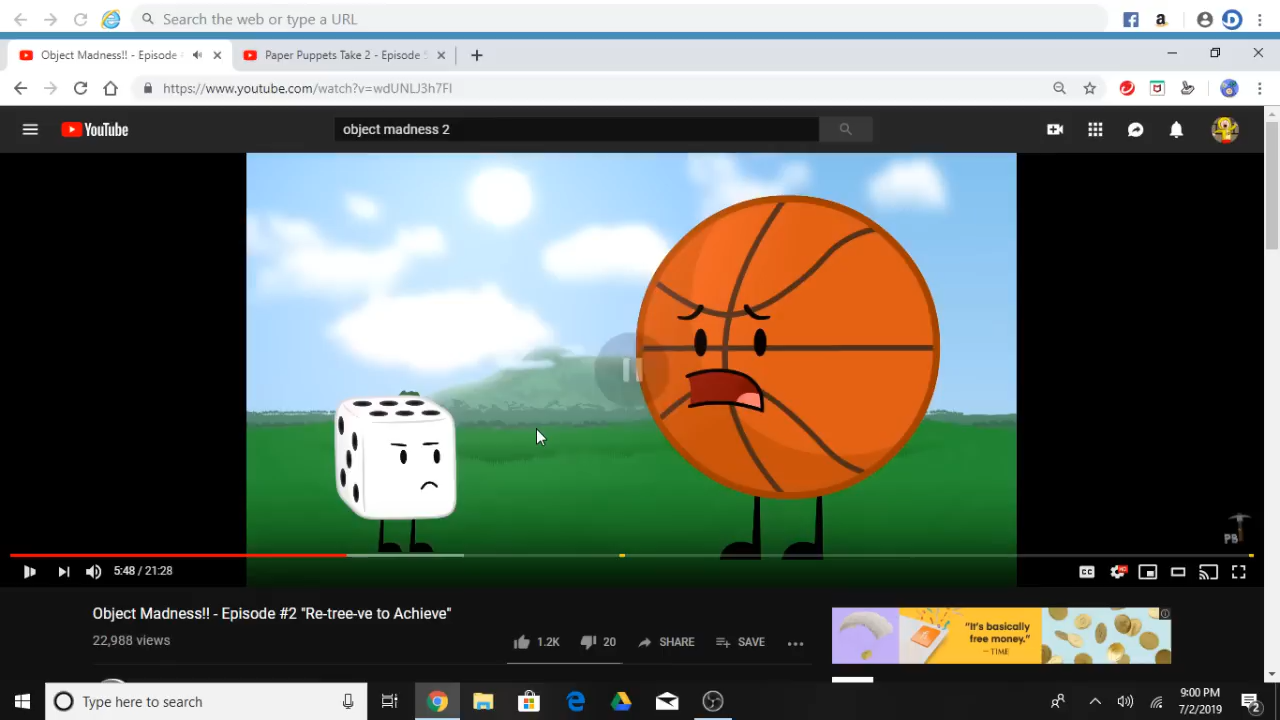 Search the web or type a URL
Object Madness!! - Episode
Paper Puppets Take 2 - Episode
https://www.youtube.com/watch?v=wdUNLJ3h7FI
YouTube
object madness 2
PB
5:48 / 21:28
CC
HD
Object Madness!! - Episode #2 "Re-tree-ve to Achieve"
22,988 views
1.2K
20
SHARE
SAVE
"It's basically
free money."
— TIME
Type here to search
9:00 PM
7/2/2019
2